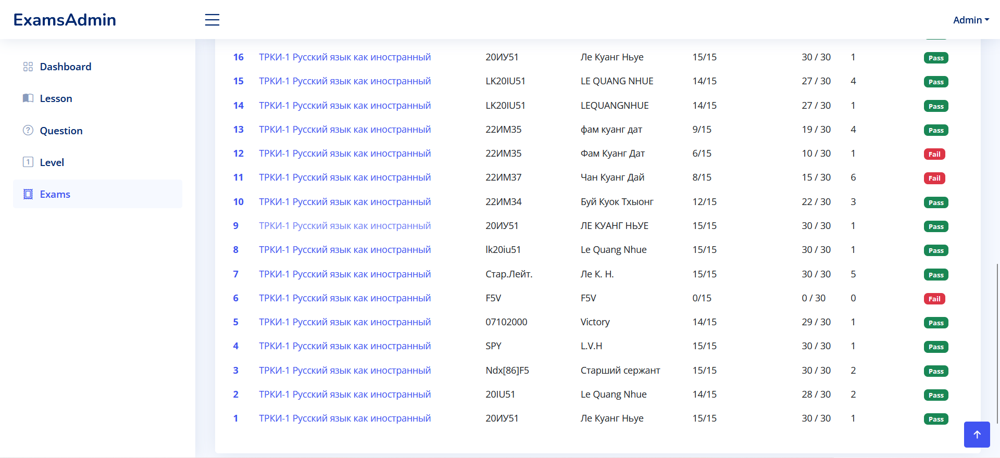 ExamsAdmin
Admin
Dashboard
Lesson
Question
1 Level
Exams
16 ТРКИ-1 Русский язык как иностранный 20ИУ51 Ле Куанг Ньуе 15/15 30 / 30 1 Pass
15 ТРКИ-1 Русский язык как иностранный LK20IU51 LE QUANG NHUE 14/15 27 / 30 4 Pass
14 ТРКИ-1 Русский язык как иностранный LK20IU51 LEQUANGNHUE 14/15 27 / 30 1 Pass
13 ТРКИ-1 Русский язык как иностранный 22ИМ35 фам куанг дат 9/15 19 / 30 4 Pass
12 ТРКИ-1 Русский язык как иностранный 22ИМ35 Фам Куанг Дат 6/15 10 / 30 1 Fail
11 ТРКИ-1 Русский язык как иностранный 22ИМ37 Чан Куанг Дай 8/15 15 / 30 6 Fail
10 ТРКИ-1 Русский язык как иностранный 22ИМ34 Буй Куок Тхыонг 12/15 22 / 30 3 Pass
9 ТРКИ-1 Русский язык как иностранный 20ИУ51 ЛЕ КУАНГ НЬУЕ 15/15 30 / 30 1 Pass
8 ТРКИ-1 Русский язык как иностранный lk20iu51 Le Quang Nhue 15/15 30 / 30 1 Pass
7 ТРКИ-1 Русский язык как иностранный Стар.Лейт. Ле К. Н. 15/15 30 / 30 5 Pass
6 ТРКИ-1 Русский язык как иностранный F5V F5V 0/15 0 / 30 0 Fail
5 ТРКИ-1 Русский язык как иностранный 07102000 Victory 14/15 29 / 30 1 Pass
4 ТРКИ-1 Русский язык как иностранный SPY L.V.H 15/15 30 / 30 1 Pass
3 ТРКИ-1 Русский язык как иностранный Ndx[86]F5 Старший сержант 15/15 30 / 30 2 Pass
2 ТРКИ-1 Русский язык как иностранный 20IU51 Le Quang Nhue 14/15 28 / 30 2 Pass
1 ТРКИ-1 Русский язык как иностранный 20ИУ51 Ле Куанг Ньуе 15/15 30 / 30 1 Pass